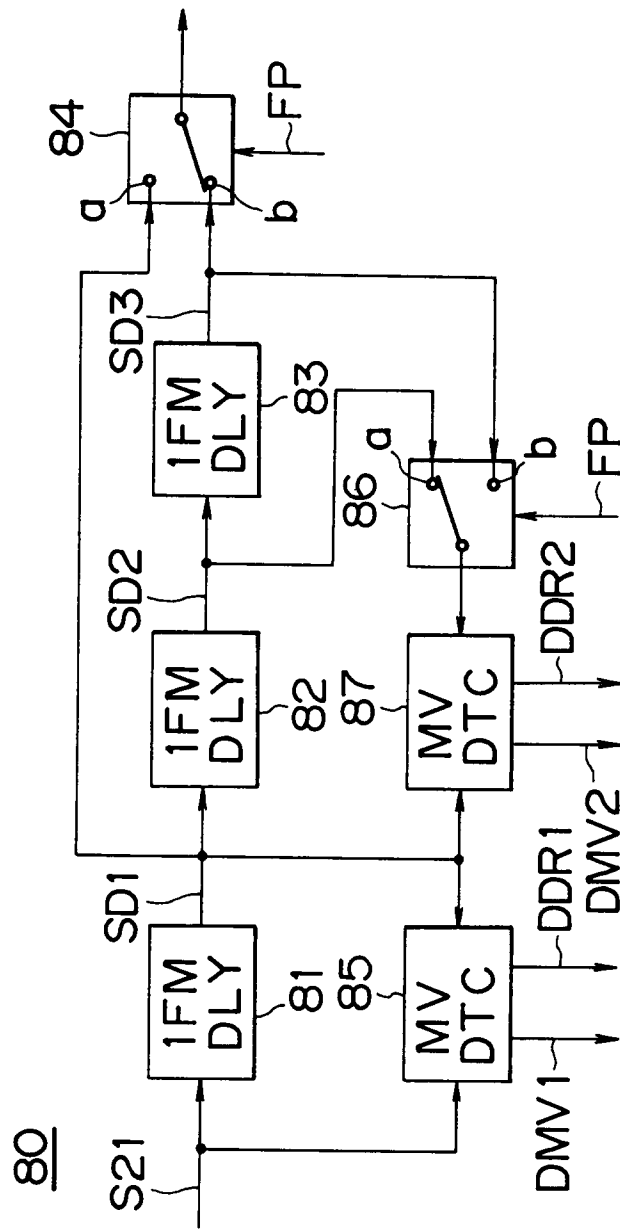 80
S21
1FM
DLY
81
SD1
1FM
DLY
82
SD2
1FM
DLY
83
SD3
84
a
b
FP
MV
DTC
85
DMV1
DDR1
MV
DTC
87
DMV2
DDR2
86
a
b
FP